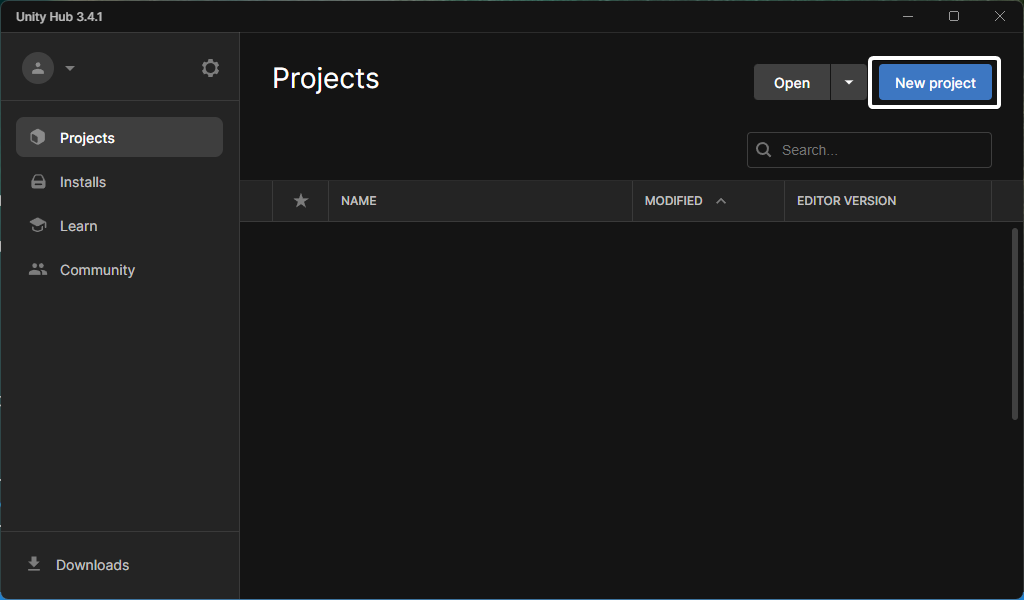 Unity Hub 3.4.1
Projects
Installs
Learn
Community
Downloads
Projects
Open
New project
Search...
NAME
MODIFIED
EDITOR VERSION